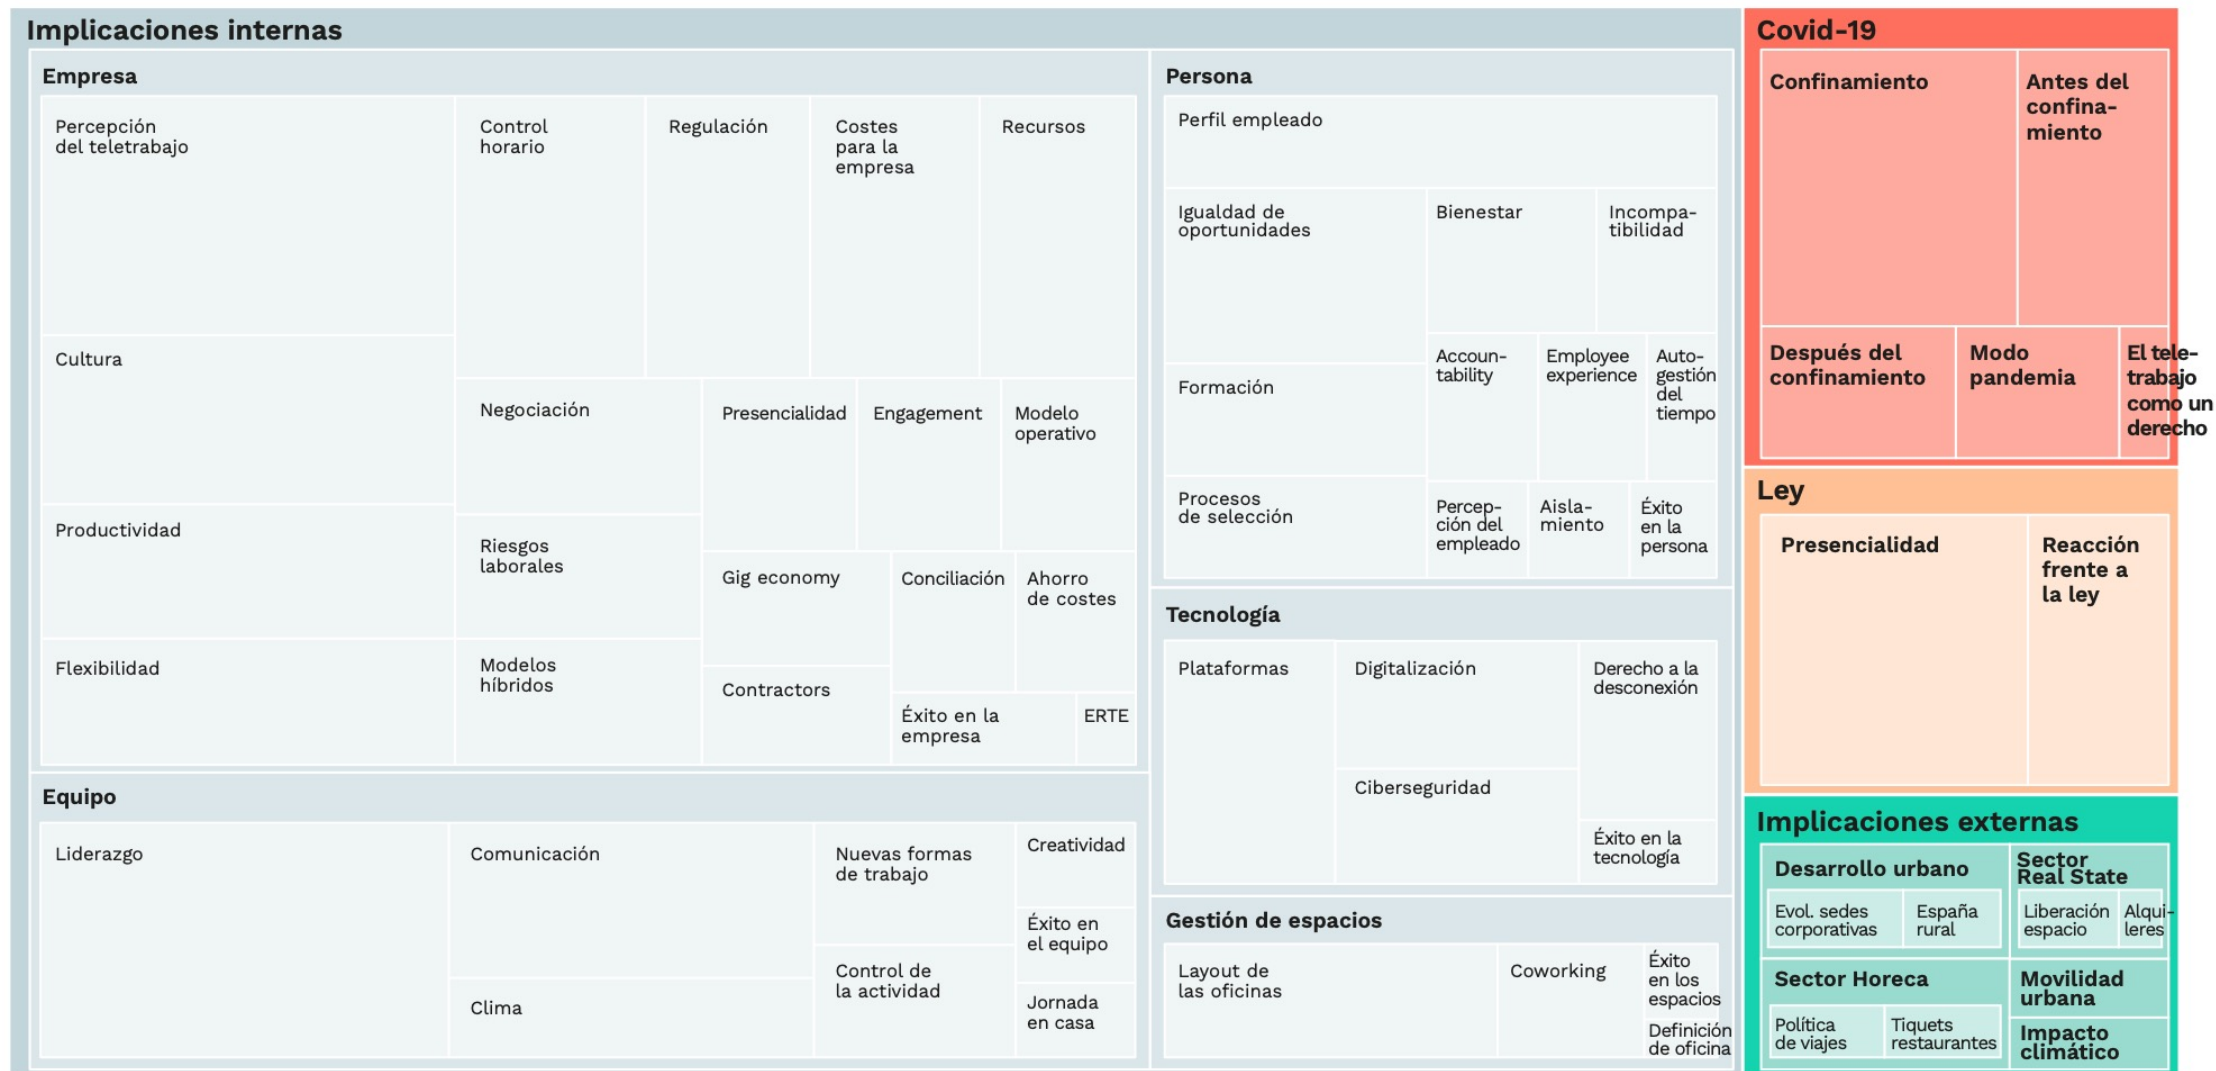 Implicaciones internas
Empresa
Percepción
del teletrabajo
Control
horario
Regulación
Costes
para la
empresa
Recursos
Cultura
Productividad
Flexibilidad
Negociación
Riesgos
laborales
Modelos
híbridos
Presencialidad
Engagement
Modelo
operativo
Gig economy
Conciliación
Ahorro
de costes
Contractors
Éxito en la
empresa
ERTE
Equipo
Liderazgo
Comunicación
Clima
Nuevas formas
de trabajo
Control de
la actividad
Creatividad
Éxito en
el equipo
Jornada
en casa
Persona
Perfil empleado
Igualdad de
oportunidades
Bienestar
Incompa-
tibilidad
Formación
Procesos
de selección
Accoun-
tability
Employee
experience
Auto-
gestión
del
tiempo
Percep-
ción del
empleado
Aisla-
miento
Éxito
en la
persona
Tecnología
Plataformas
Digitalización
Ciberseguridad
Derecho a la
desconexión
Éxito en la
tecnología
Gestión de espacios
Layout de
las oficinas
Coworking
Éxito
en los
espacios
Definición
de oficina
Covid-19
Confinamiento
Antes del
confina-
miento
Después del
confinamiento
Modo
pandemia
El tele-
trabajo
como un
derecho
Ley
Presencialidad
Reacción
frente a
la ley
Implicaciones externas
Desarrollo urbano
Evol. sedes
corporativas
España
rural
Sector
Real State
Liberación
espacio
Alqui-
leres
Sector Horeca
Política
de viajes
Tiquets
restaurantes
Movilidad
urbana
Impacto
climático